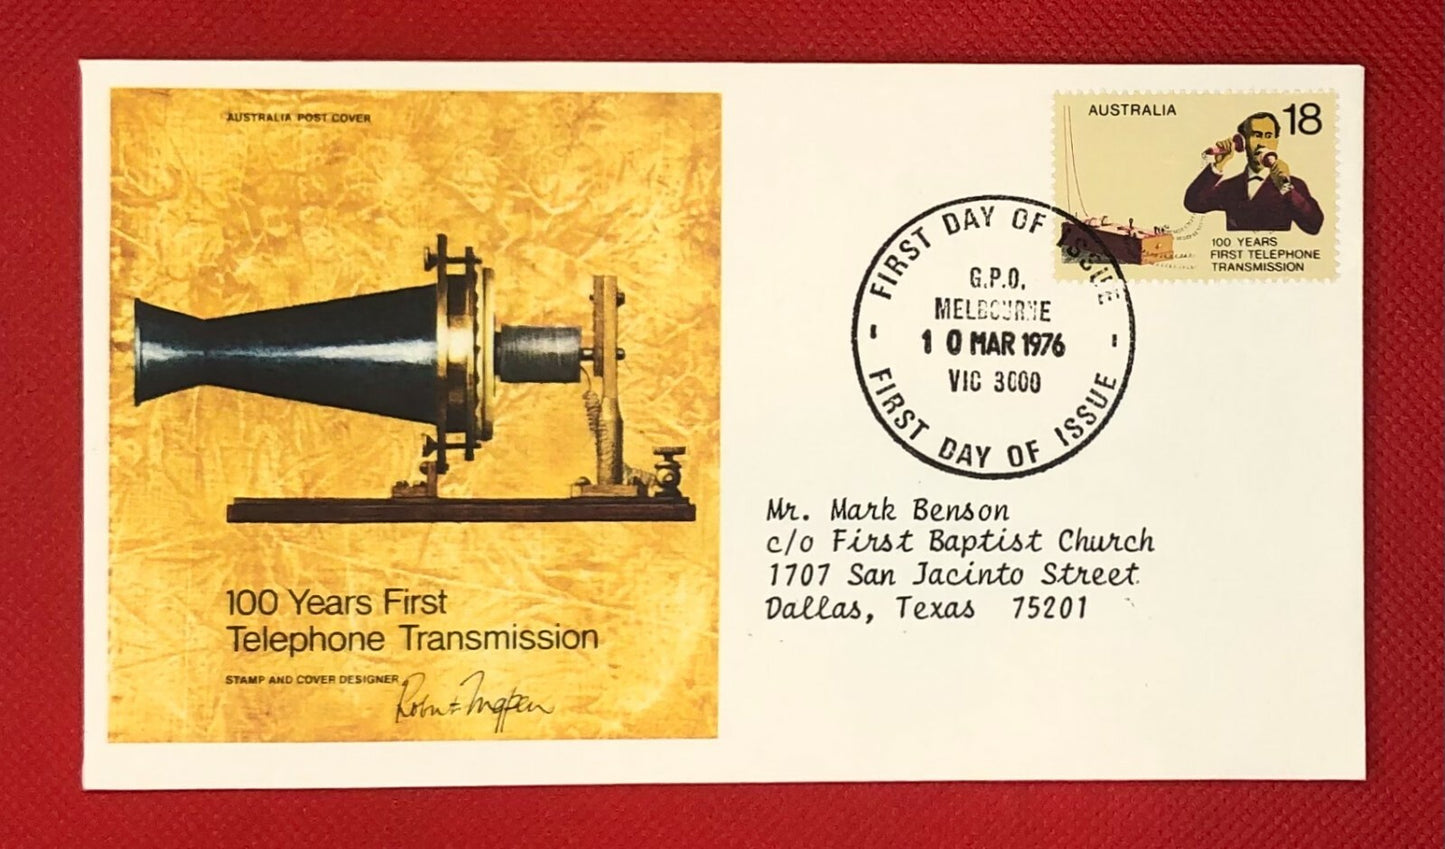 AUSTRALIA POST COVER
100 Years First
Telephone Transmission
STAMP AND COVER DESIGNER
Robert Ingpen
AUSTRALIA
18
100 YEARS
FIRST TELEPHONE
TRANSMISSION
FIRST DAY OF ISSUE
G.P.O.
MELBOURNE
10 MAR 1976
VIC 3000
FIRST DAY OF ISSUE
Mr. Mark Benson
c/o First Baptist Church
1707 San Jacinto Street
Dallas, Texas 75201